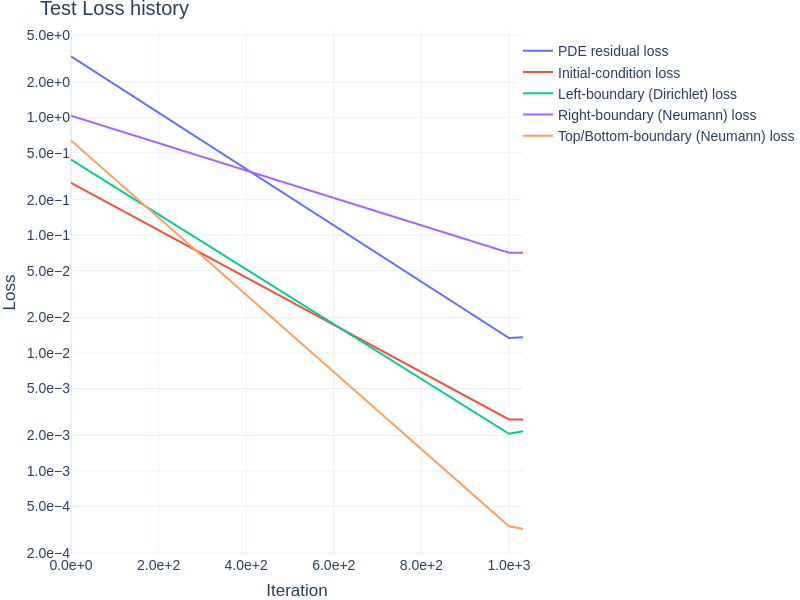 Test Loss history
5.0e+0
2.0e+0
1.0e+0
5.0e−1
2.0e−1
1.0e−1
5.0e−2
2.0e−2
1.0e−2
5.0e−3
2.0e−3
1.0e−3
5.0e−4
2.0e−4
Loss
0.0e+0 2.0e+2 4.0e+2 6.0e+2 8.0e+2 1.0e+3
Iteration
PDE residual loss
Initial-condition loss
Left-boundary (Dirichlet) loss
Right-boundary (Neumann) loss
Top/Bottom-boundary (Neumann) loss